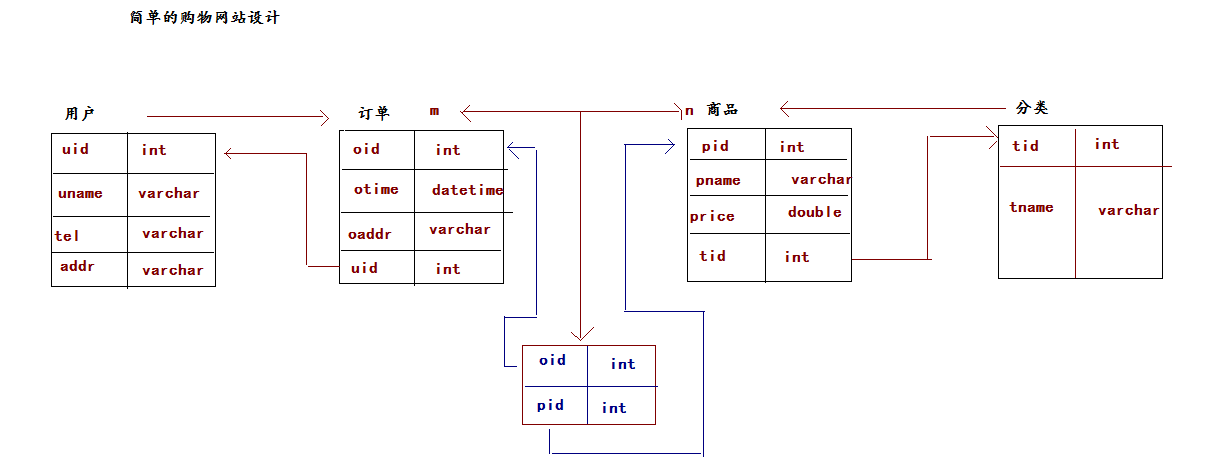 简单的购物网站设计
用户
订单
m
n
商品
分类
uid int
uname varchar
tel varchar
addr varchar
oid int
otime datetime
oaddr varchar
uid int
pid int
pname varchar
price double
tid int
tid int
tname varchar
oid int
pid int